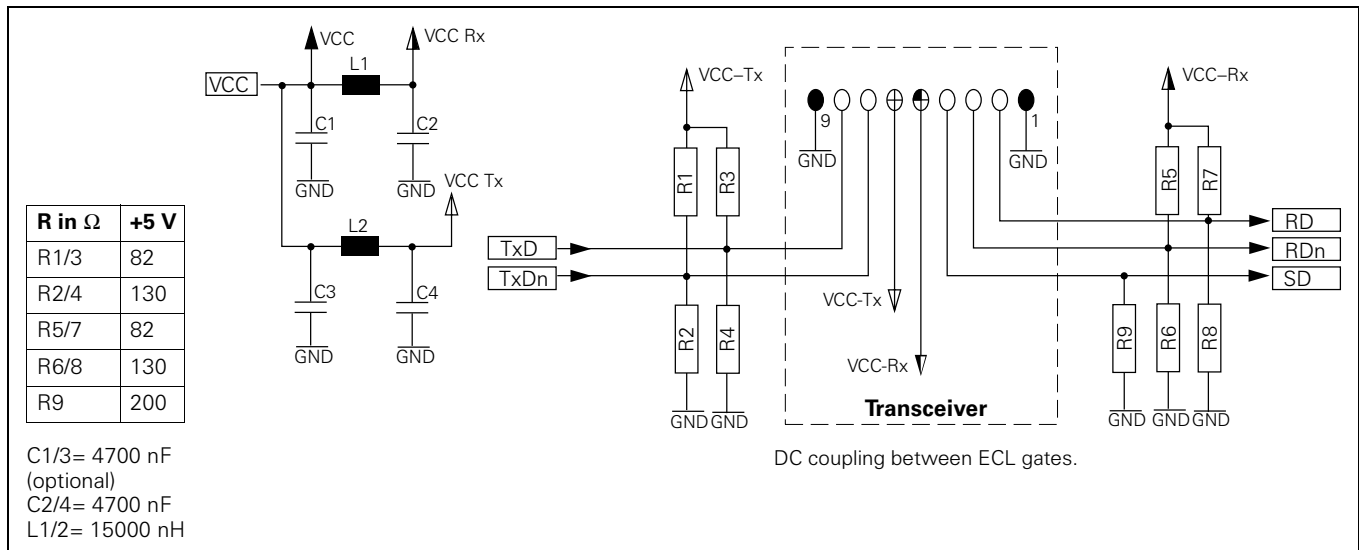 VCC
VCC
L1
VCC Rx
C1
C2
GND
GND
VCC Tx
L2
C3
C4
GND
GND
R in Ω +5 V
R1/3 82
R2/4 130
R5/7 82
R6/8 130
R9 200
C1/3= 4700 nF
(optional)
C2/4= 4700 nF
L1/2= 15000 nH
VCC–Tx
R1
R3
TxD
TxDn
R2
R4
GND
GND
9
1
GND
GND
VCC-Tx
VCC-Rx
Transceiver
DC coupling between ECL gates.
VCC–Rx
R5
R7
RD
RDn
SD
R9
R6
R8
GND
GND
GND